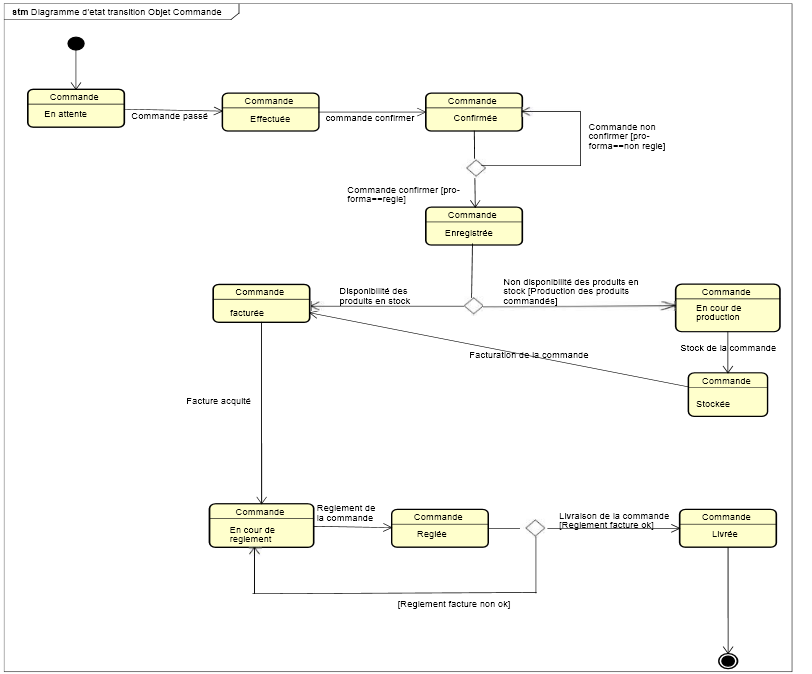 stm Diagramme d'etat transition Objet Commande
Commande
En attente
Commande passé
Commande
Effectuée
commande confirmer
Commande
Confirmée
Commande non
confirmer [pro-
forma==non regle]
Commande confirmer [pro-
forma==regle]
Commande
Enregistrée
Commande
facturée
Disponibilité des
produits en stock
Non disponibilité des produits en
stock [Production des produits
commandés]
Commande
En cour de
production
Stock de la commande
Facturation de la commande
Commande
Stockée
Facture acquité
Commande
En cour de
reglement
Reglement de
la commande
Commande
Reglée
Livraison de la commande
[Reglement facture ok]
Commande
Livrée
[Reglement facture non ok]